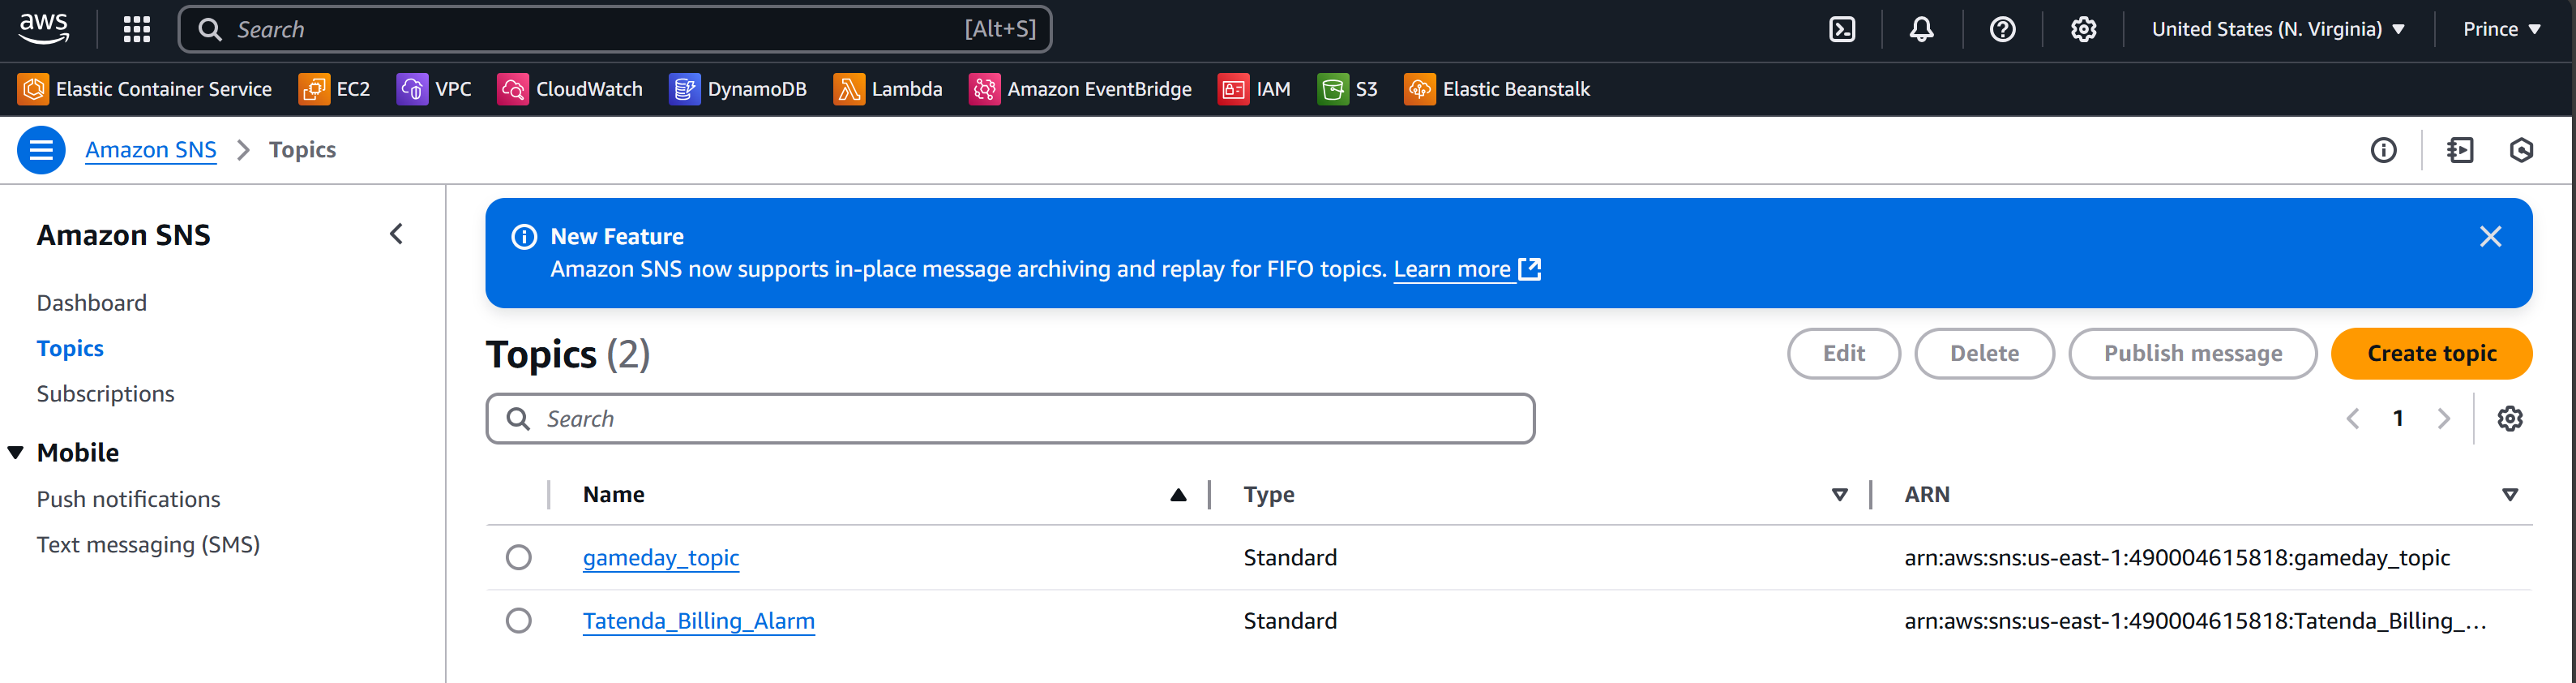 aws
Search [Alt+S]
United States (N. Virginia) Prince
Elastic Container Service EC2 VPC CloudWatch DynamoDB Lambda Amazon EventBridge IAM S3 Elastic Beanstalk
Amazon SNS Topics
Amazon SNS
Dashboard
Topics
Subscriptions
Mobile
Push notifications
Text messaging (SMS)
New Feature
Amazon SNS now supports in-place message archiving and replay for FIFO topics. Learn more
Topics (2)
Edit Delete Publish message Create topic
Search
1
Name Type ARN
gameday_topic Standard arn:aws:sns:us-east-1:490004615818:gameday_topic
Tatenda_Billing_Alarm Standard arn:aws:sns:us-east-1:490004615818:Tatenda_Billing_...